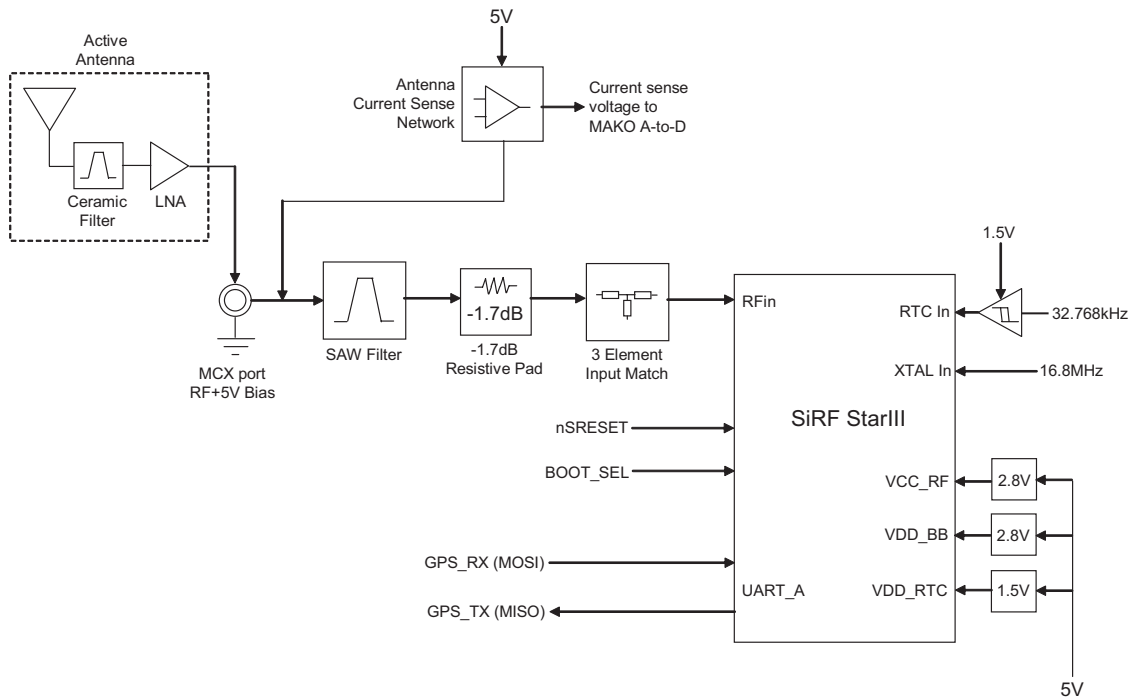 Active
Antenna
Ceramic
Filter
LNA
5V
Antenna
Current Sense
Network
Current sense
voltage to
MAKO A-to-D
MCX port
RF+5V Bias
SAW Filter
-1.7dB
-1.7dB
Resistive Pad
3 Element
Input Match
RFin
RTC In
1.5V
32.768kHz
XTAL In
16.8MHz
SiRF StarIII
nSRESET
BOOT_SEL
VCC_RF
2.8V
VDD_BB
2.8V
GPS_RX (MOSI)
UART_A
VDD_RTC
1.5V
GPS_TX (MISO)
5V